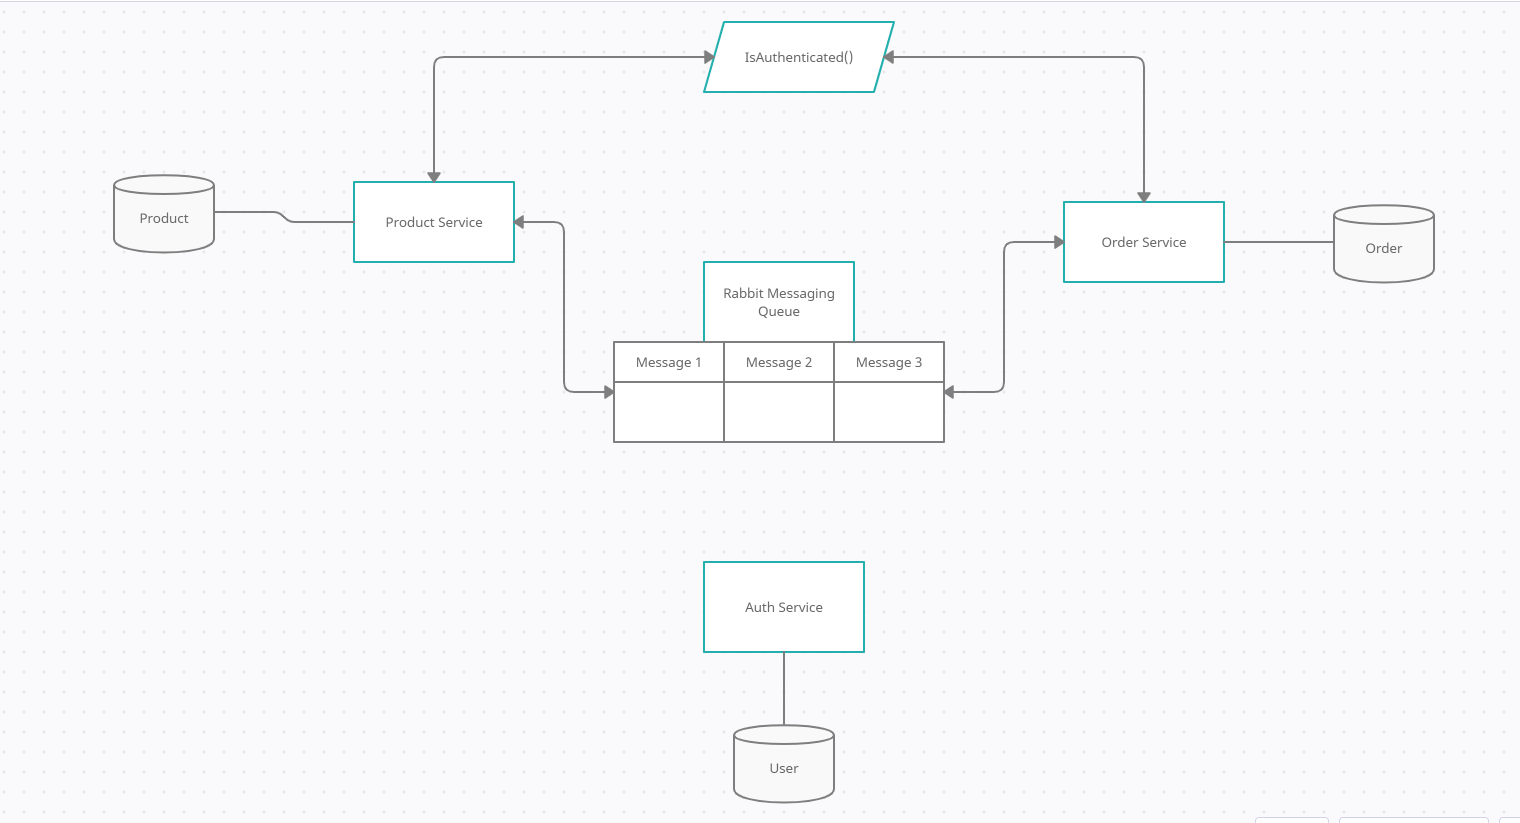 IsAuthenticated()
Product
Product Service
Order Service
Order
Rabbit Messaging
Queue
Message 1
Message 2
Message 3
Auth Service
User